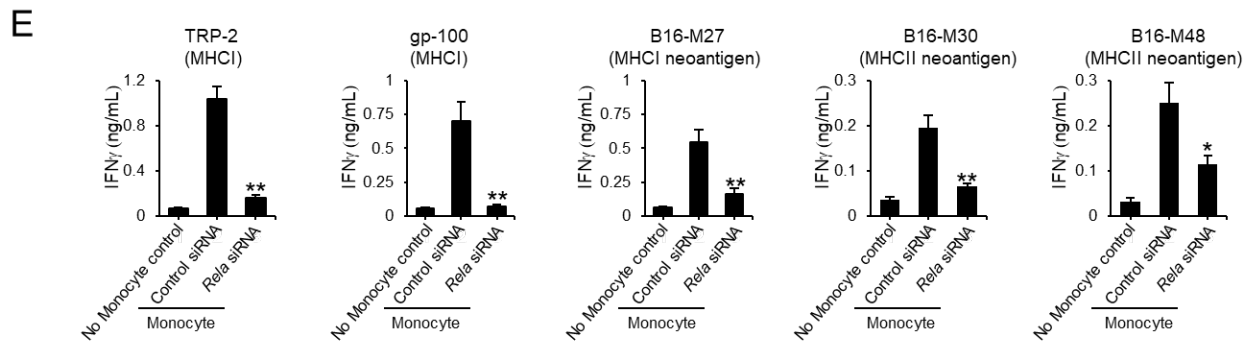 E
TRP-2
(MHCI)
IFNγ (ng/mL)
1.2
0.8
0.4
0
**
No Monocyte control
Control siRNA
Rela siRNA
Monocyte
gp-100
(MHCI)
IFNγ (ng/mL)
1
0.75
0.5
0.25
0
**
No Monocyte control
Control siRNA
Rela siRNA
Monocyte
B16-M27
(MHCI neoantigen)
IFNγ (ng/mL)
1
0.75
0.5
0.25
0
**
No Monocyte control
Control siRNA
Rela siRNA
Monocyte
B16-M30
(MHCII neoantigen)
IFNγ (ng/mL)
0.3
0.2
0.1
0
**
No Monocyte control
Control siRNA
Rela siRNA
Monocyte
B16-M48
(MHCII neoantigen)
IFNγ (ng/mL)
0.3
0.2
0.1
0
*
No Monocyte control
Control siRNA
Rela siRNA
Monocyte